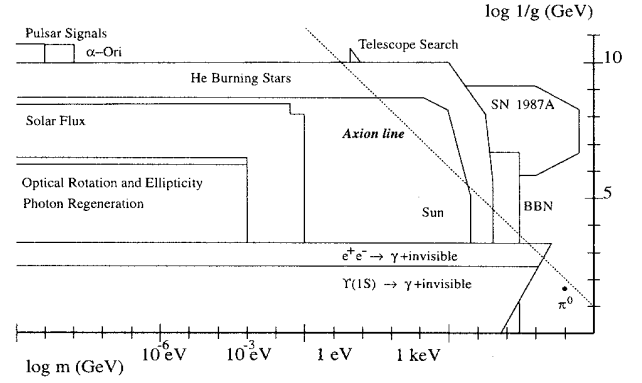 log 1/g (GeV)
Pulsar Signals
α-Ori
Telescope Search
10
He Burning Stars
SN 1987A
Solar Flux
Axion line
Optical Rotation and Ellipticity
Photon Regeneration
5
Sun
BBN
e⁺e⁻→ γ+invisible
ϒ(1S) → γ+invisible
π⁰
10⁻⁶eV
10⁻³eV
1 eV
1 keV
log m (GeV)